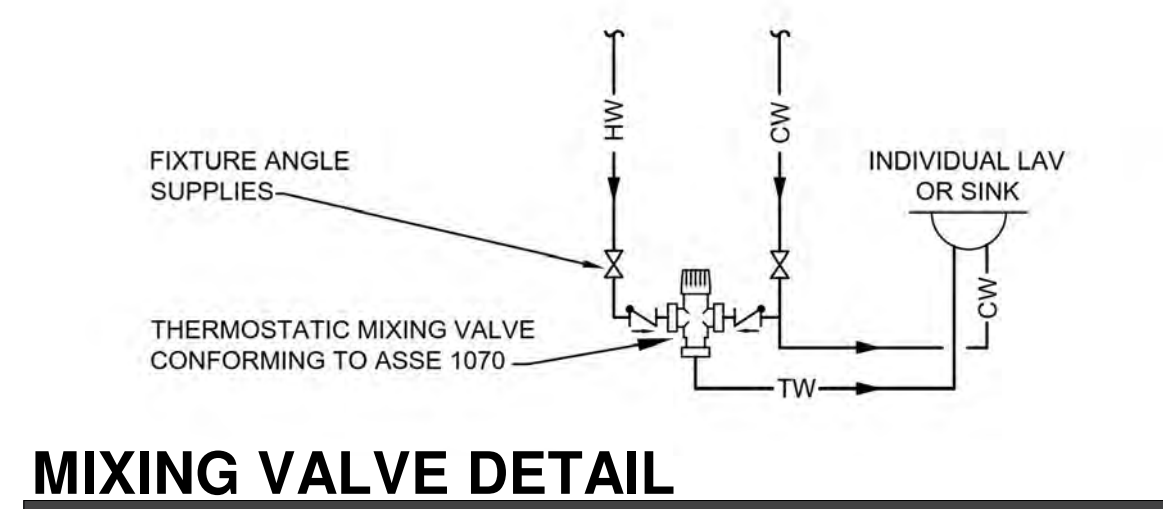 HW
CW
FIXTURE ANGLE
SUPPLIES
INDIVIDUAL LAV
OR SINK
CW
THERMOSTATIC MIXING VALVE
CONFORMING TO ASSE 1070
TW
MIXING VALVE DETAIL